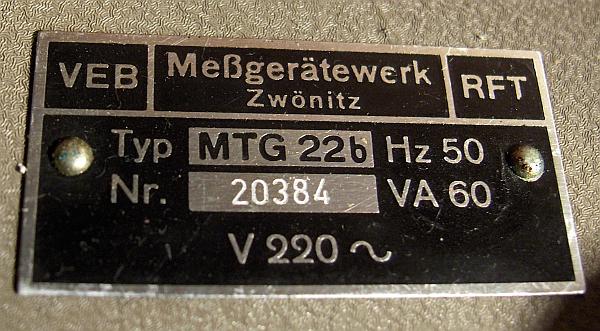 VEB Meßgerätewerk Zwönitz RFT
Typ MTG 22b Hz 50
Nr. 20384 VA 60
V 220 ~